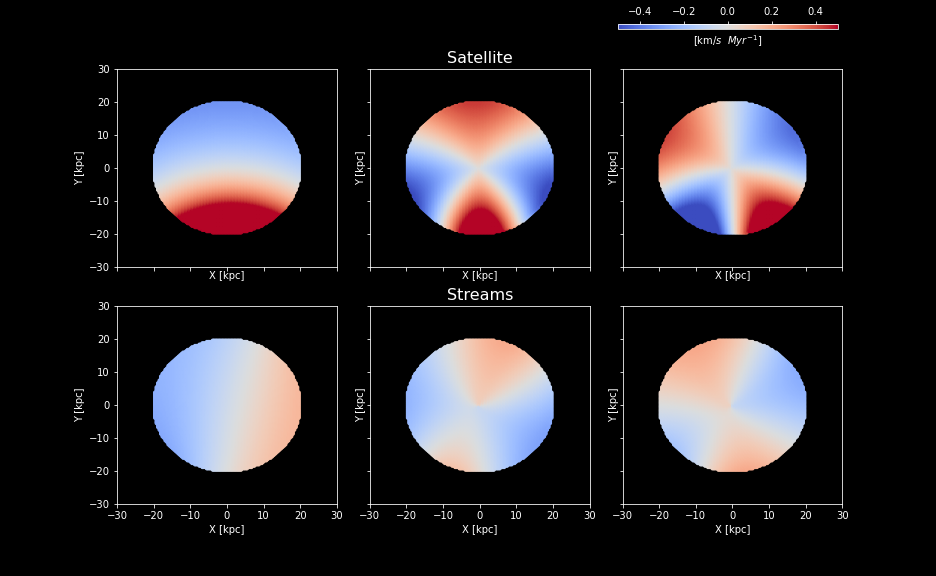 −0.4 −0.2 0.0 0.2 0.4
[km/s Myr⁻¹]
Satellite
30
20
10
0
−10
−20
−30
Y [kpc]
Y [kpc]
Y [kpc]
X [kpc]
X [kpc]
X [kpc]
Streams
30
20
10
0
−10
−20
−30
Y [kpc]
Y [kpc]
Y [kpc]
−30 −20 −10 0 10 20 30
−30 −20 −10 0 10 20 30
−30 −20 −10 0 10 20 30
X [kpc]
X [kpc]
X [kpc]